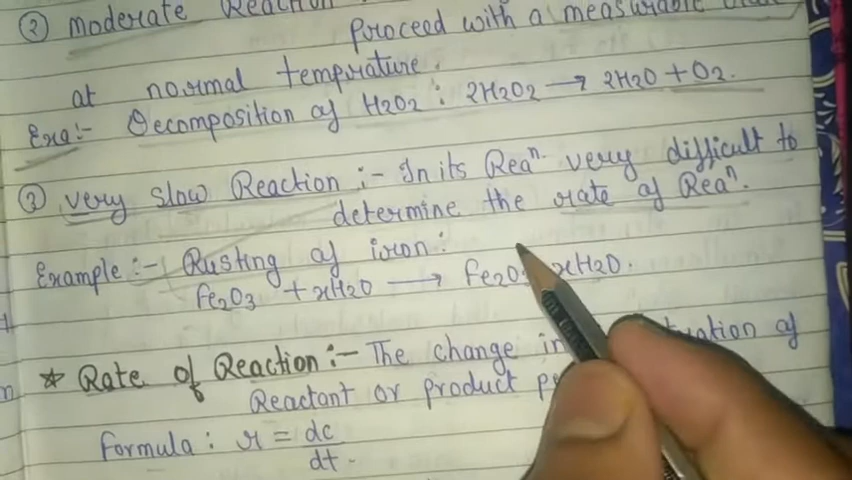 ② Moderate Reaction
proceed with a measurable
at normal temprature.
Exa:- Decomposition of H2O2 : 2H2O2 → 2H2O + O2.
③ very slow Reaction :- In its Reaⁿ very difficult to
determine the rate of Reaⁿ.
Example :- Rusting of iron:
Fe2O3 + xH2O → Fe2O3 xH2O.
* Rate of Reaction :- The change in of
Reactant or product
Formula : r = dc
dt.